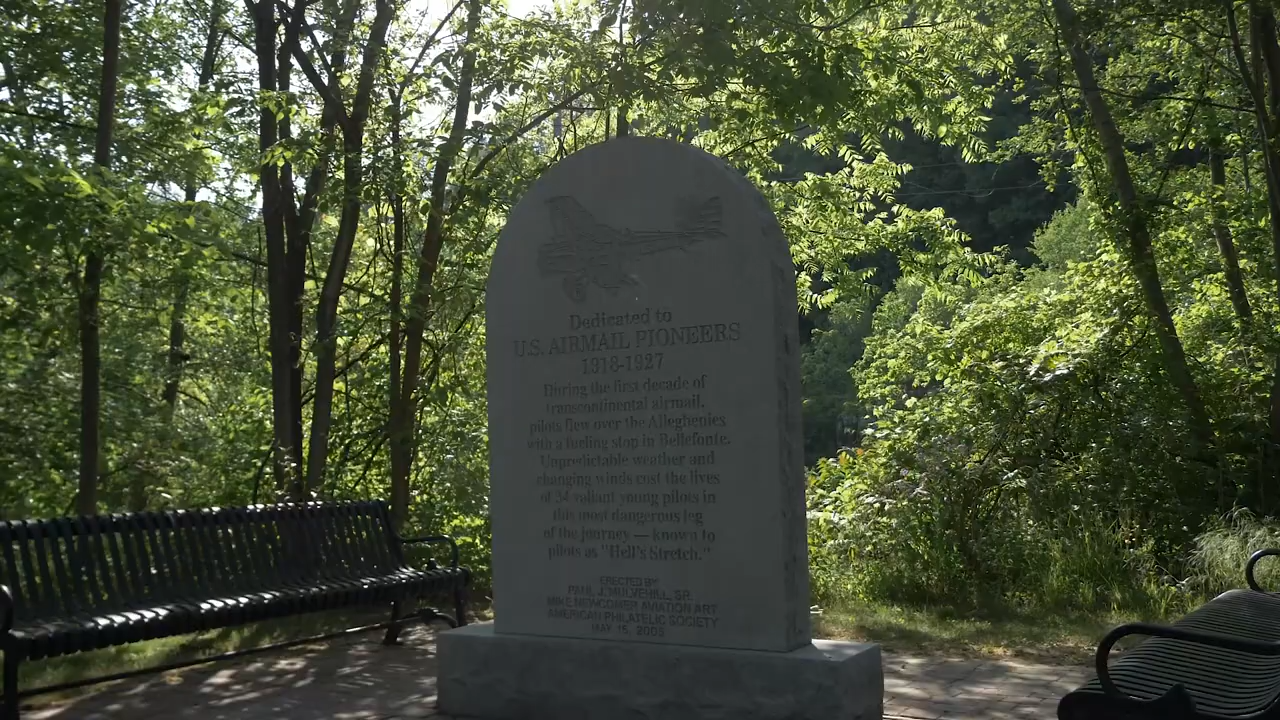 Dedicated to
U.S. AIRMAIL PIONEERS
1918-1927
During the first decade of
transcontinental airmail,
pilots flew over the Alleghenies
with a fueling stop in Bellefonte.
Unpredictable weather and
changing winds cost the lives
of 34 valiant young pilots in
this most dangerous leg
of the journey — known to
pilots as "Hell's Stretch."
ERECTED BY
PAUL J. MULVEHILL, SR.
MIKE NEWCOMER AVIATION ART
AMERICAN PHILATELIC SOCIETY
MAY 15, 2005